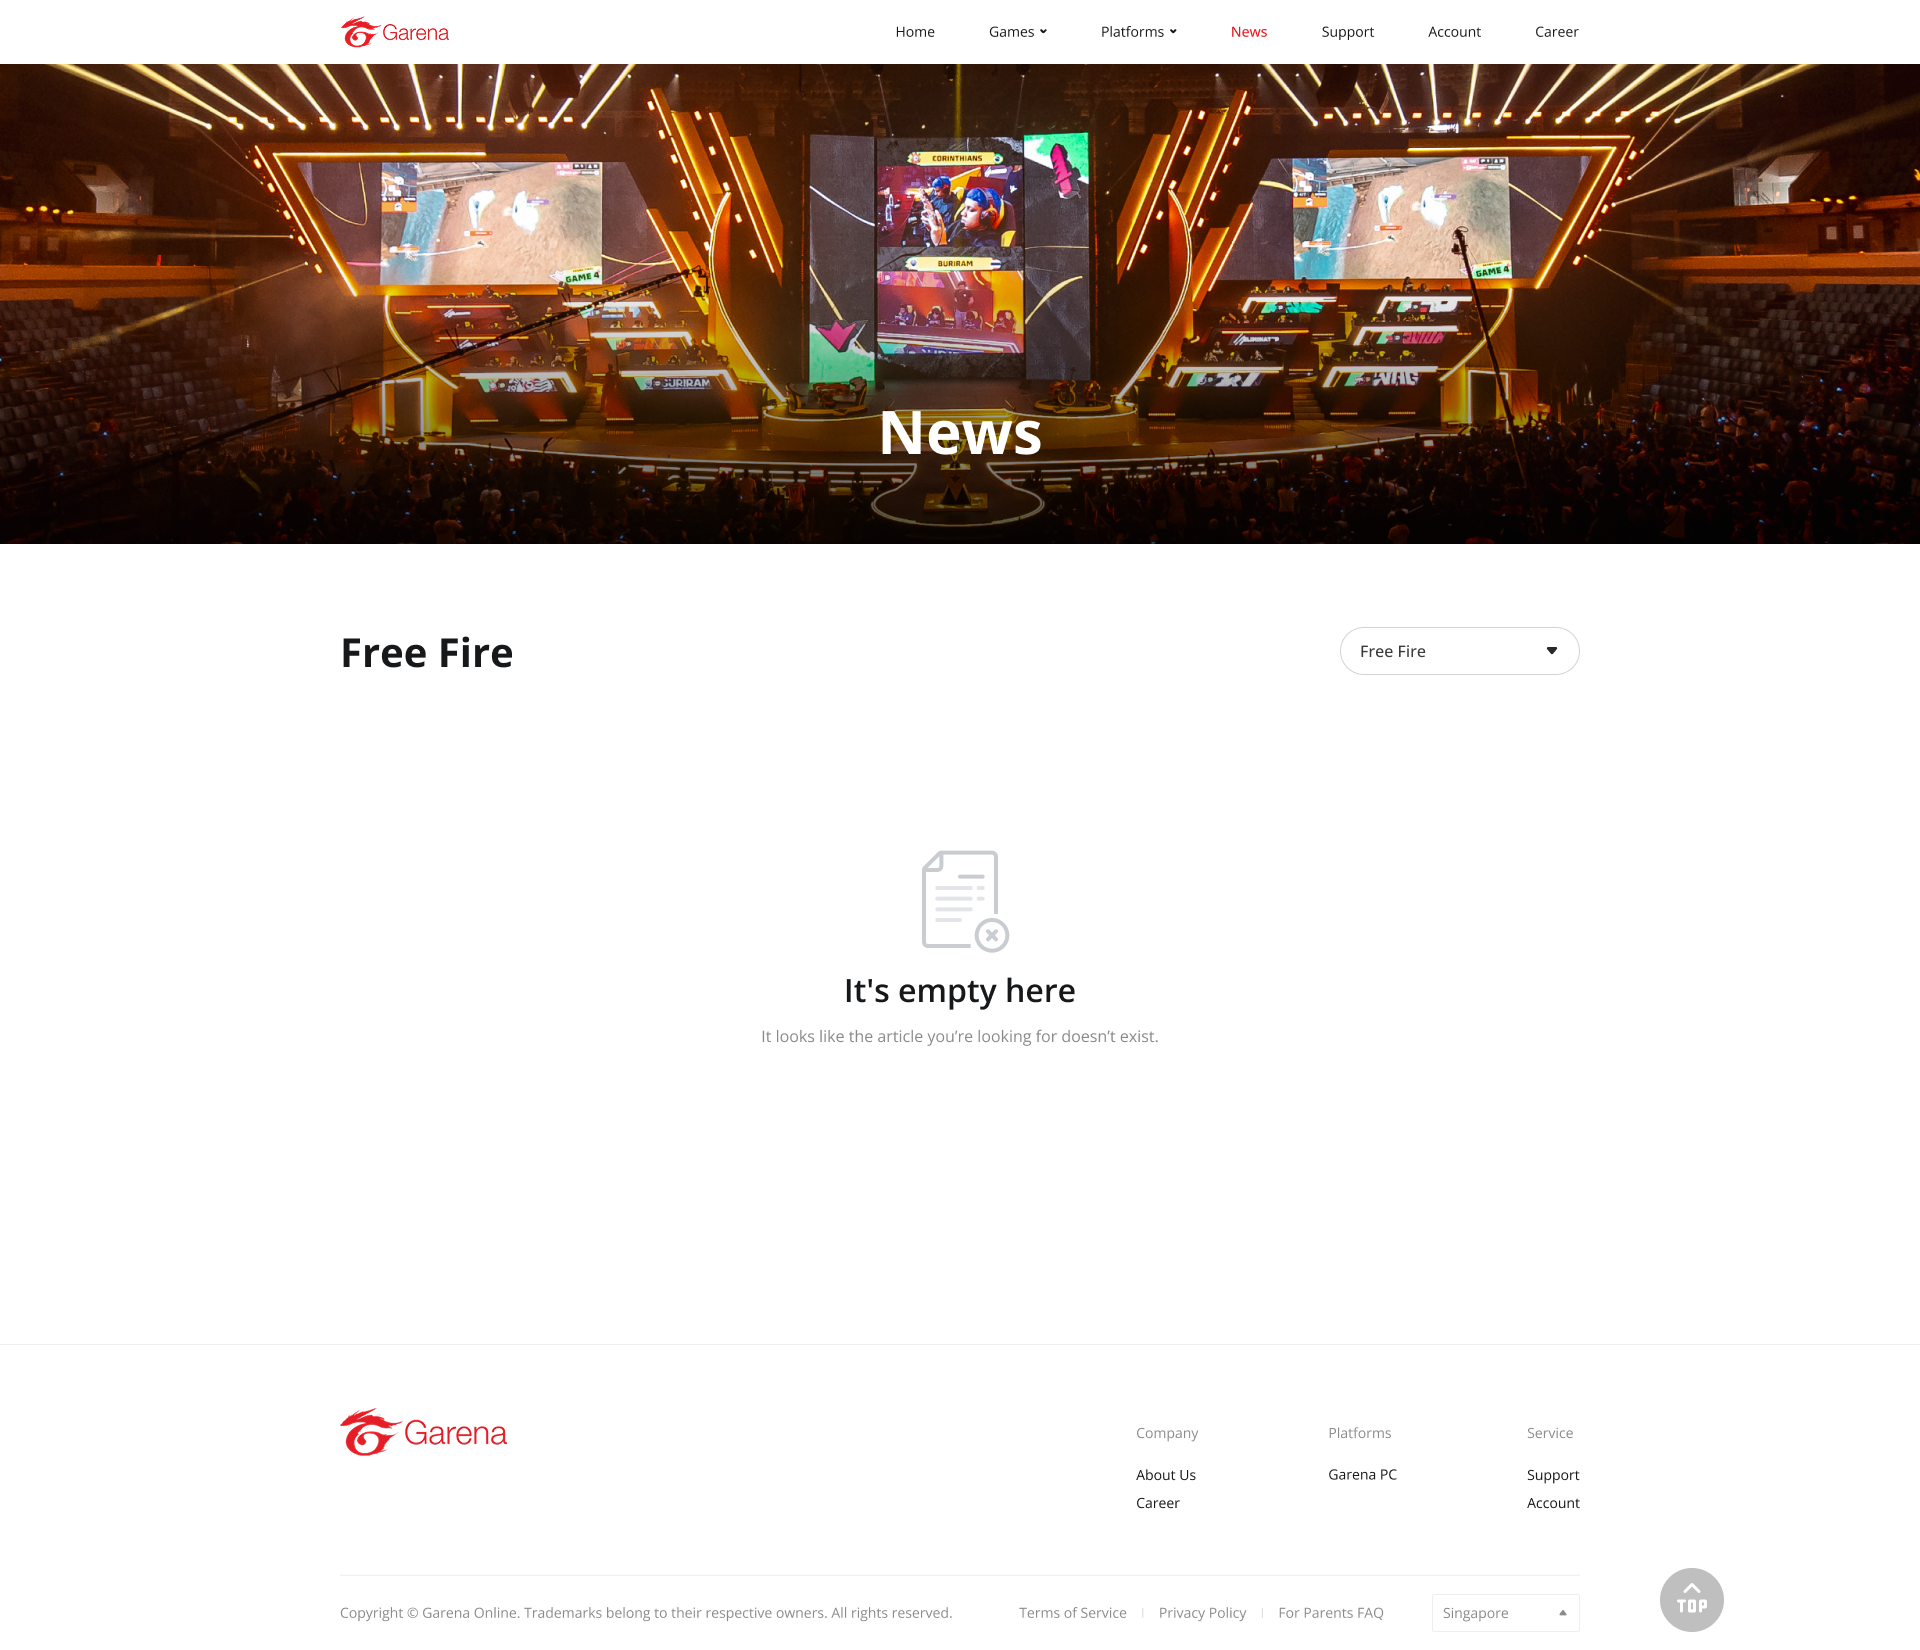 Garena
Home
Games
Platforms
News
Support
Account
Career
CORINTHIANS
BURIRAM
GAME 4
GAME 4
BURIRAM
News
Free Fire
Free Fire
It's empty here
It looks like the article you’re looking for doesn’t exist.
Garena
Company
About Us
Career
Platforms
Garena PC
Service
Support
Account
Copyright © Garena Online. Trademarks belong to their respective owners. All rights reserved.
Terms of Service
Privacy Policy
For Parents FAQ
Singapore
TOP